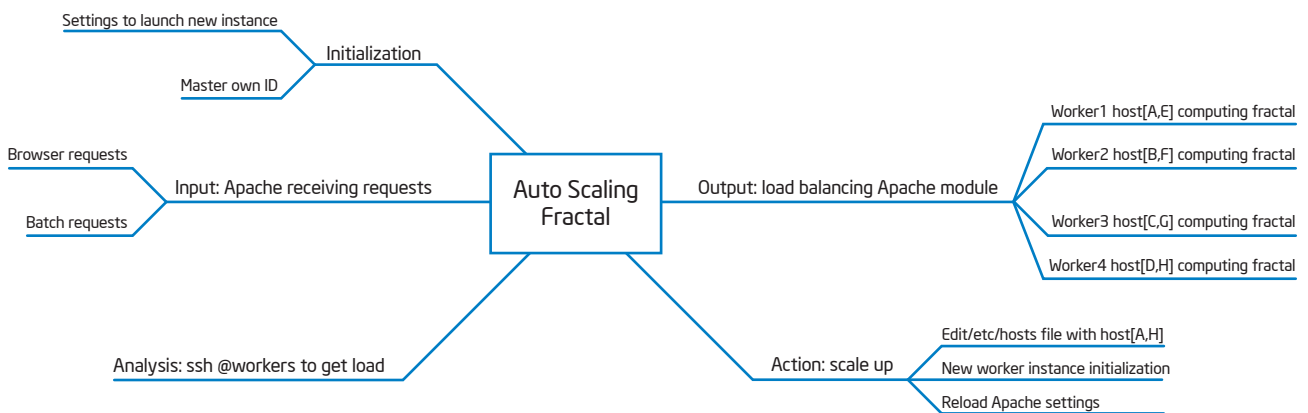 Settings to launch new instance
Initialization
Master own ID
Browser requests
Input: Apache receiving requests
Batch requests
Analysis: ssh @workers to get load
Auto Scaling
Fractal
Output: load balancing Apache module
Worker1 host[A,E] computing fractal
Worker2 host[B,F] computing fractal
Worker3 host[C,G] computing fractal
Worker4 host[D,H] computing fractal
Action: scale up
Edit/etc/hosts file with host[A,H]
New worker instance initialization
Reload Apache settings